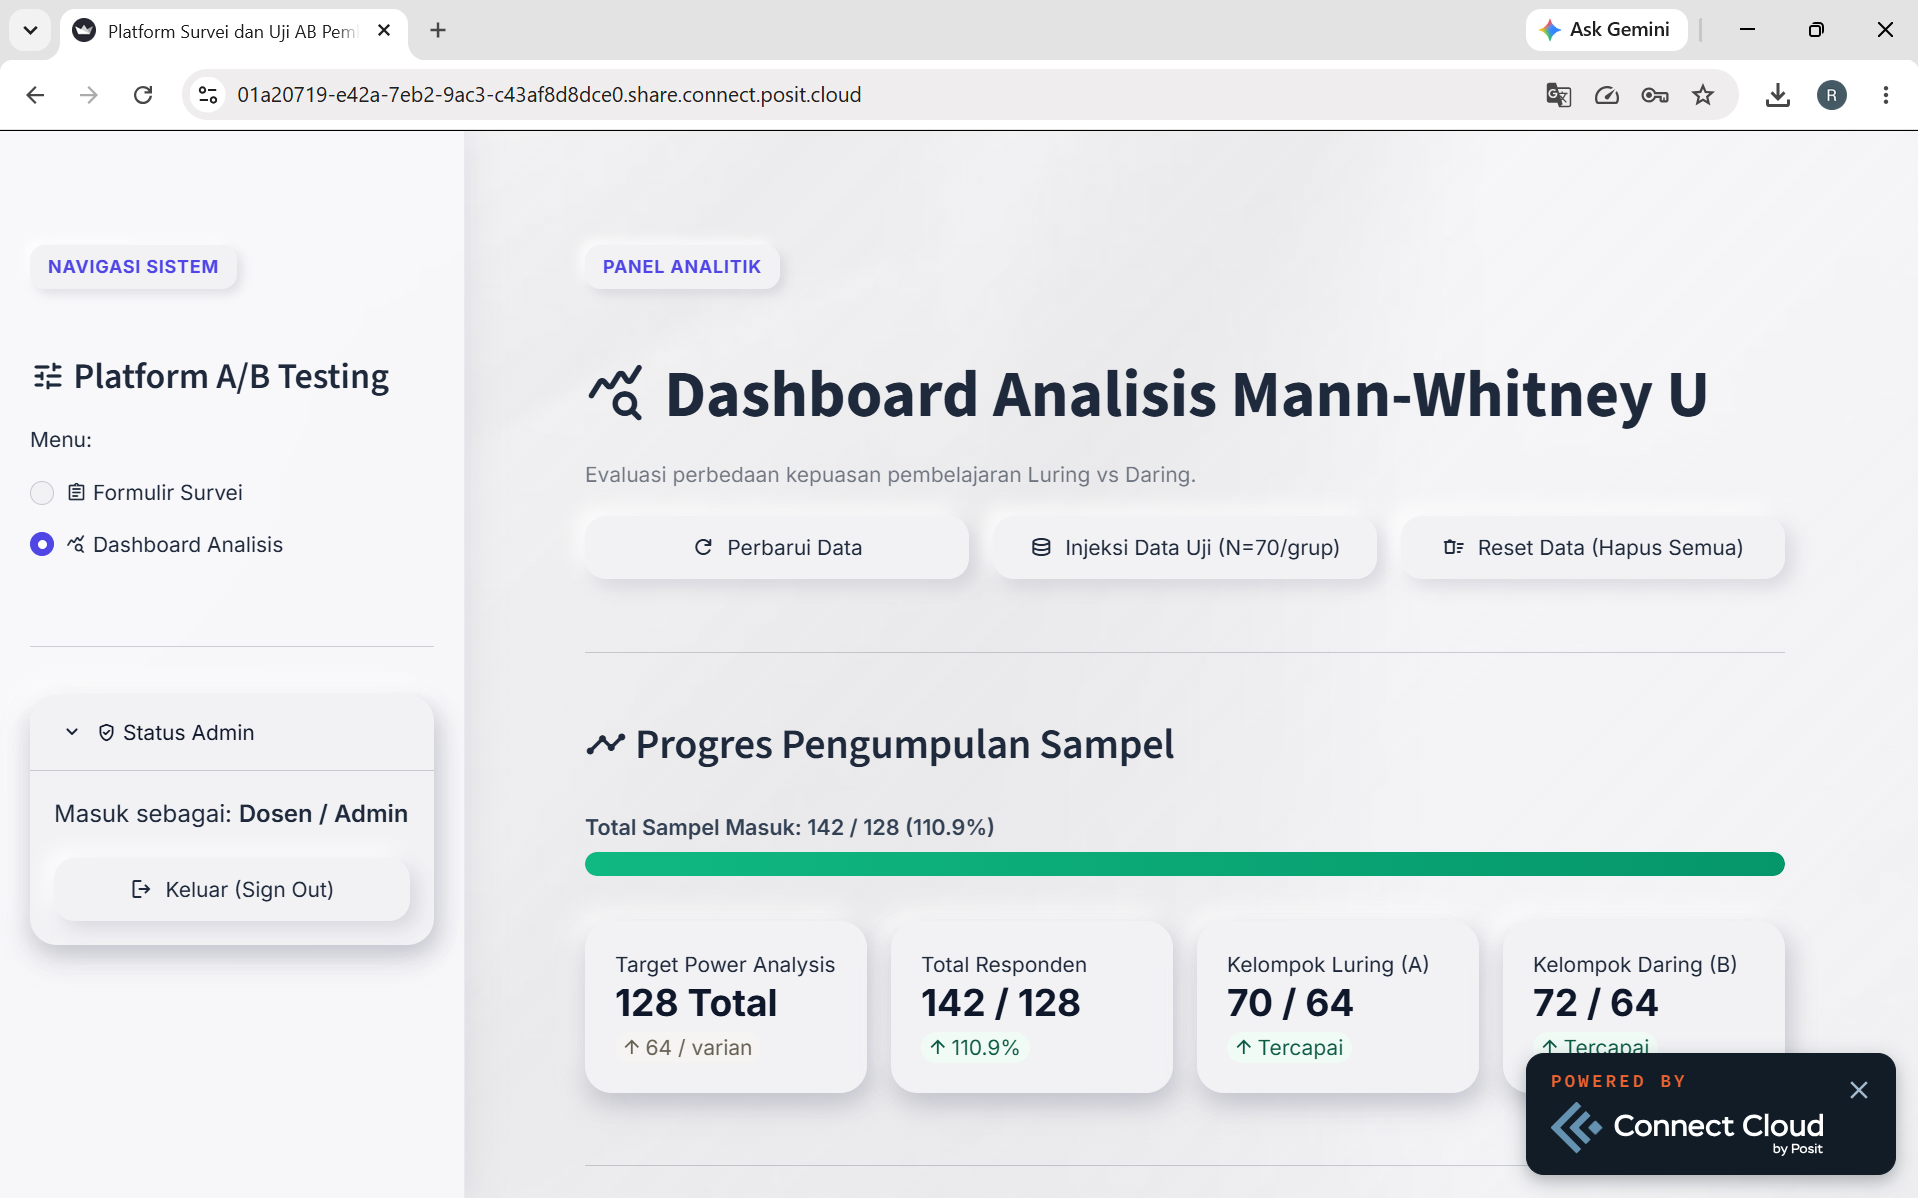 Platform Survei dan Uji AB Pem
Ask Gemini
01a20719-e42a-7eb2-9ac3-c43af8d8dce0.share.connect.posit.cloud
R
NAVIGASI SISTEM
Platform A/B Testing
Menu:
Formulir Survei
Dashboard Analisis
Status Admin
Masuk sebagai: Dosen / Admin
Keluar (Sign Out)
PANEL ANALITIK
Dashboard Analisis Mann-Whitney U
Evaluasi perbedaan kepuasan pembelajaran Luring vs Daring.
Perbarui Data
Injeksi Data Uji (N=70/grup)
Reset Data (Hapus Semua)
Progres Pengumpulan Sampel
Total Sampel Masuk: 142 / 128 (110.9%)
Target Power Analysis
128 Total
↑ 64 / varian
Total Responden
142 / 128
↑ 110.9%
Kelompok Luring (A)
70 / 64
↑ Tercapai
Kelompok Daring (B)
72 / 64
↑ Tercapai
POWERED BY
Connect Cloud
by Posit